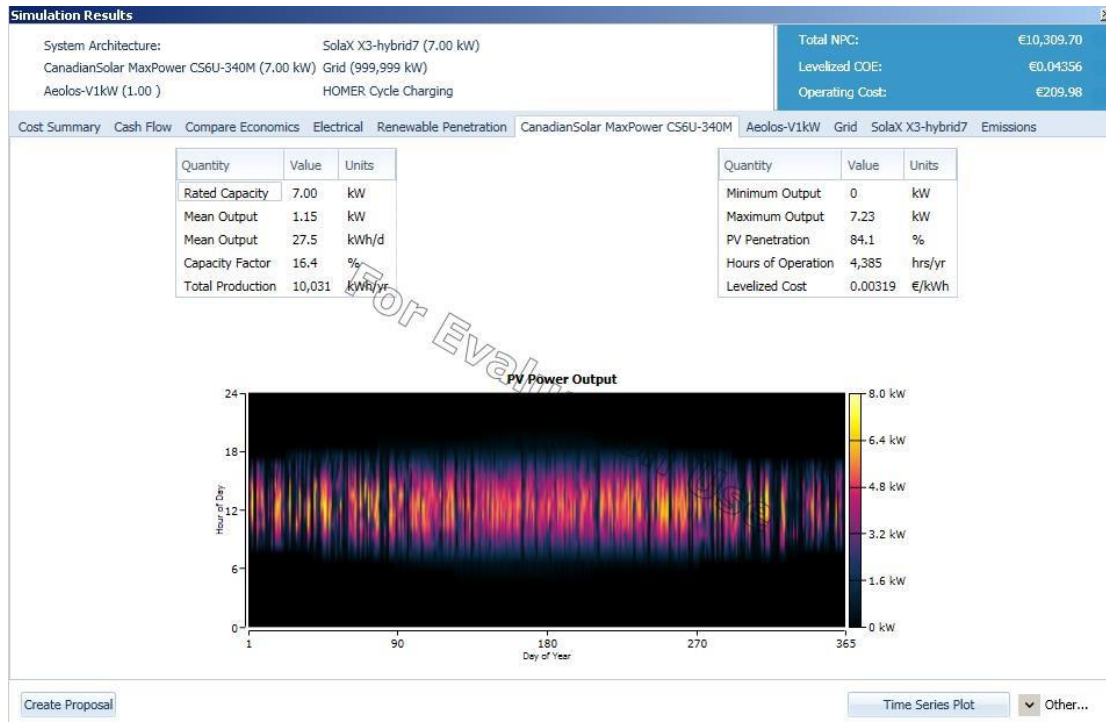 Simulation Results
System Architecture: SolaX X3-hybrid7 (7.00 kW)
CanadianSolar MaxPower CS6U-340M (7.00 kW) Grid (999,999 kW)
Aeolos-V1kW (1.00 ) HOMER Cycle Charging
Total NPC: €10,309.70
Levelized COE: €0.04356
Operating Cost: €209.98
Cost Summary Cash Flow Compare Economics Electrical Renewable Penetration CanadianSolar MaxPower CS6U-340M Aeolos-V1kW Grid SolaX X3-hybrid7 Emissions
Quantity Value Units
Rated Capacity 7.00 kW
Mean Output 1.15 kW
Mean Output 27.5 kWh/d
Capacity Factor 16.4 %
Total Production 10,031 kWh/yr
Quantity Value Units
Minimum Output 0 kW
Maximum Output 7.23 kW
PV Penetration 84.1 %
Hours of Operation 4,385 hrs/yr
Levelized Cost 0.00319 €/kWh
For
PV Power Output
24
18
12
6
0
Hour of Day
1 90 180 270 365
Day of Year
8.0 kW
6.4 kW
4.8 kW
3.2 kW
1.6 kW
0 kW
Create Proposal
Time Series Plot
Other...